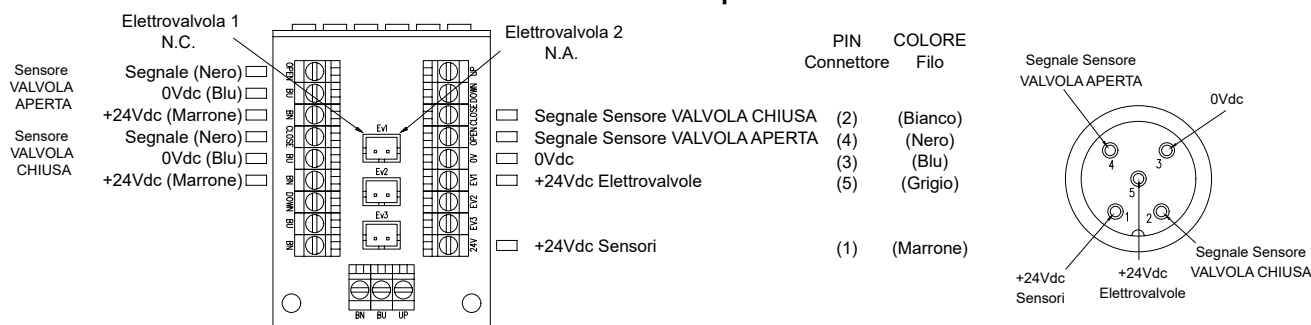 Elettrovalvola 1
N.C.
Elettrovalvola 2
N.A.
Sensore
VALVOLA
APERTA
Segnale (Nero)
0Vdc (Blu)
+24Vdc (Marrone)
Sensore
VALVOLA
CHIUSA
Segnale (Nero)
0Vdc (Blu)
+24Vdc (Marrone)
OPEN
BU
BN
CLOSE
BU
BN
DOWN
BU
BN
Ev1
Ev2
Ev3
BN BU UP
UP
DOWN
CLOSE
OPEN
0V
EV1
EV2
EV3
24V
PIN COLORE
Connettore Filo
Segnale Sensore VALVOLA CHIUSA (2) (Bianco)
Segnale Sensore VALVOLA APERTA (4) (Nero)
0Vdc (3) (Blu)
+24Vdc Elettrovalvole (5) (Grigio)
+24Vdc Sensori (1) (Marrone)
Segnale Sensore
VALVOLA APERTA
0Vdc
4
3
5
1
2
Segnale Sensore
VALVOLA CHIUSA
+24Vdc
Sensori
+24Vdc
Elettrovalvole